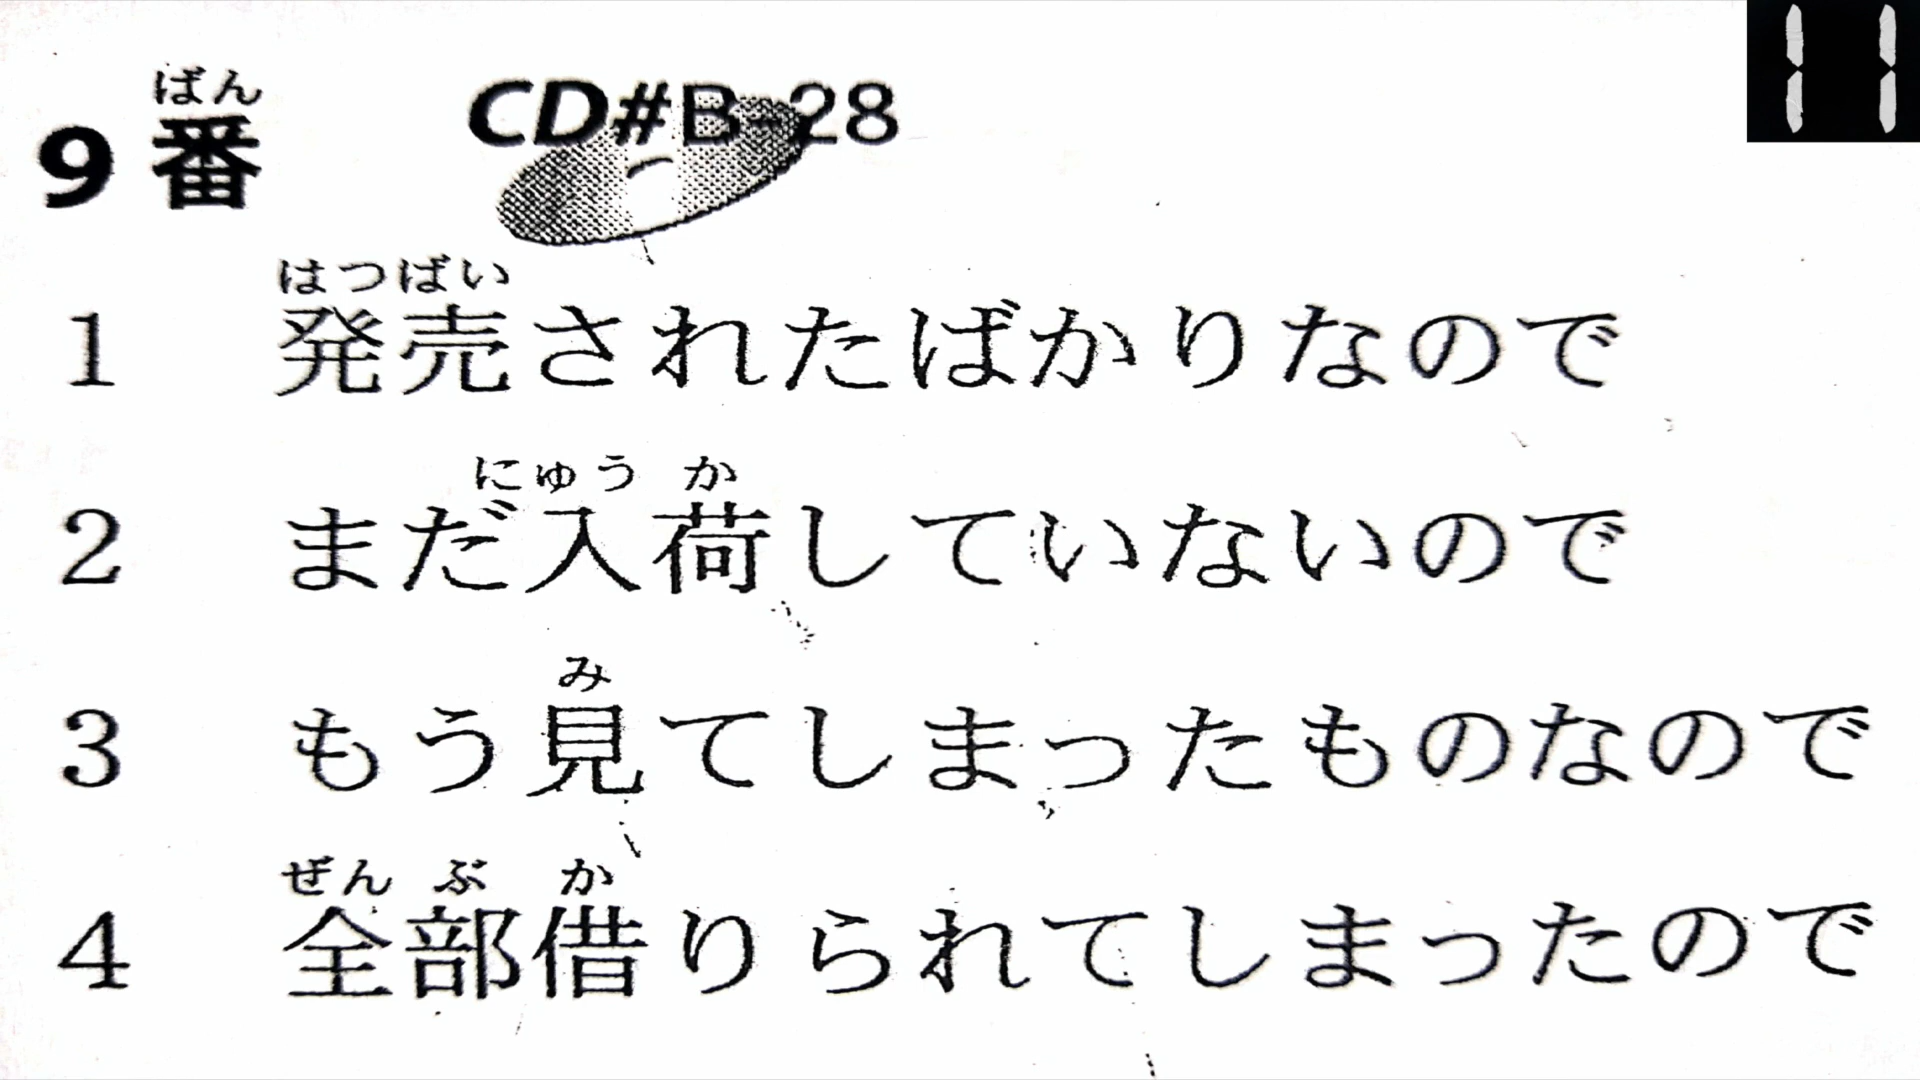 11
ばん
9番 CD#B-28
はつばい
1 発売されたばかりなので
にゅうか
2 まだ入荷していないので
み
3 もう見てしまったものなので
ぜんぶか
4 全部借りられてしまったので